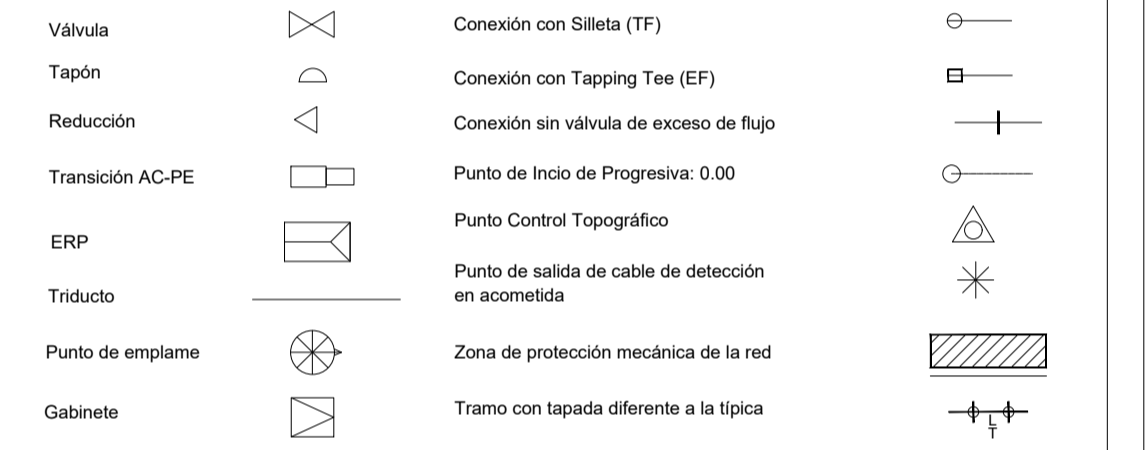 Válvula
Tapón
Reducción
Transición AC-PE
ERP
Triducto
Punto de emplame
Gabinete
Conexión con Silleta (TF)
Conexión con Tapping Tee (EF)
Conexión sin válvula de exceso de flujo
Punto de Incio de Progresiva: 0.00
Punto Control Topográfico
Punto de salida de cable de detección
en acometida
Zona de protección mecánica de la red
Tramo con tapada diferente a la típica
L
T